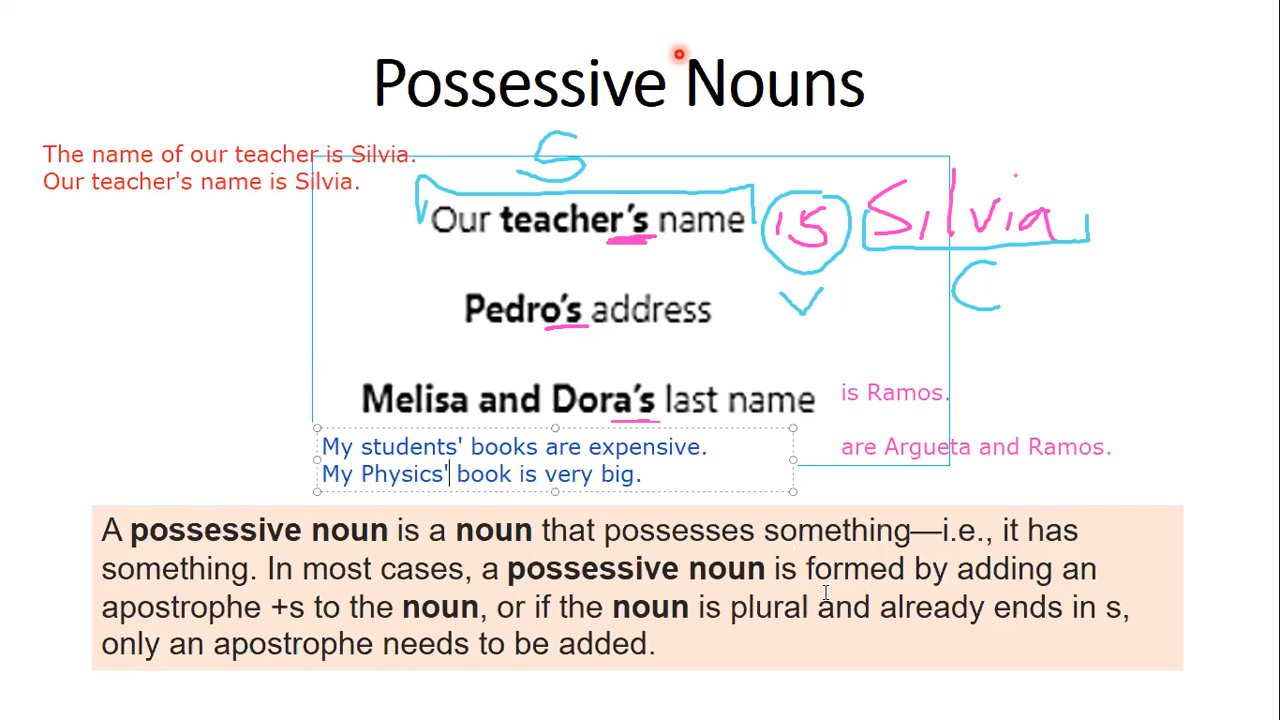 Possessive Nouns
The name of our teacher is Silvia.
Our teacher's name is Silvia.
S
Our teacher's name is Silvia
V
C
Pedro's address
Melisa and Dora's last name is Ramos.
My students' books are expensive.
are Argueta and Ramos.
My Physics' book is very big.
A possessive noun is a noun that possesses something—i.e., it has
something. In most cases, a possessive noun is formed by adding an
apostrophe +s to the noun, or if the noun is plural and already ends in s,
only an apostrophe needs to be added.